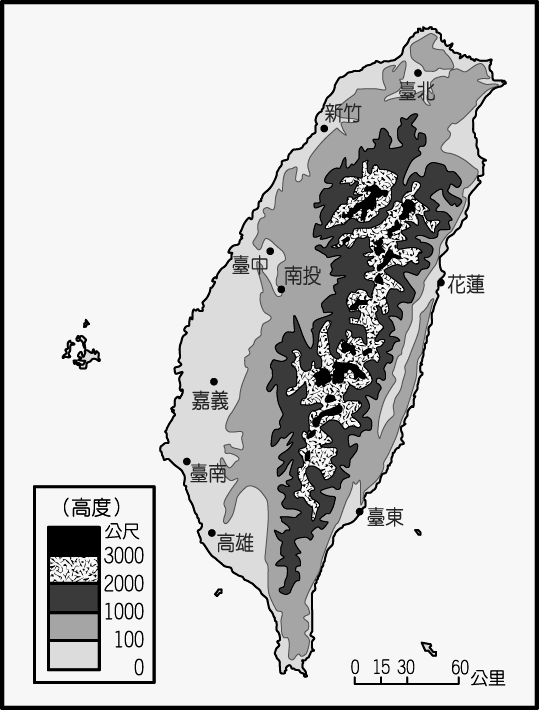 臺北
新竹
臺中
南投
花蓮
嘉義
臺南
臺東
高雄
（高度）
公尺
3000
2000
1000
100
0
0 15 30 60 公里